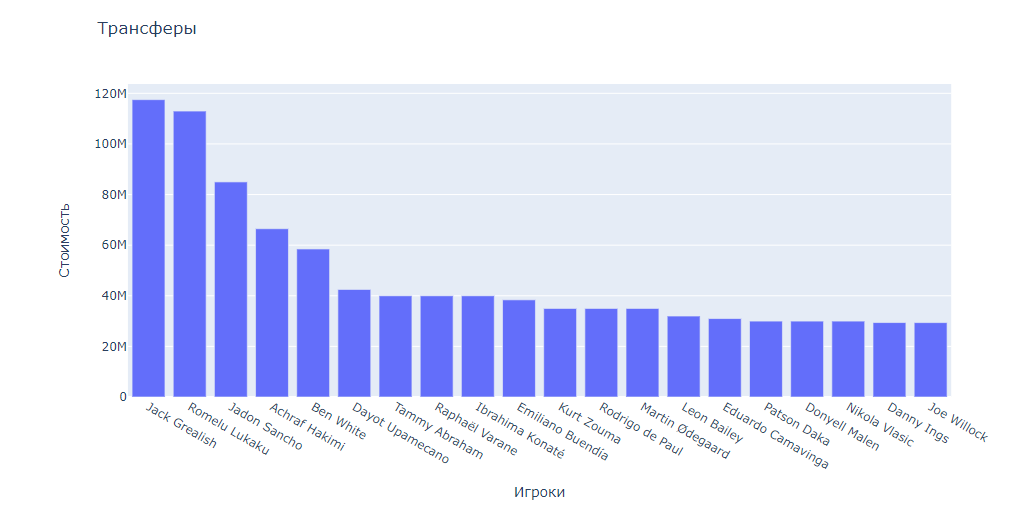 Трансферы
120M
100M
80M
60M
40M
20M
0
Стоимость
Jack Grealish
Romelu Lukaku
Jadon Sancho
Achraf Hakimi
Ben White
Dayot Upamecano
Tammy Abraham
Raphaël Varane
Ibrahima Konaté
Emiliano Buendía
Kurt Zouma
Rodrigo de Paul
Martin Ødegaard
Leon Bailey
Eduardo Camavinga
Patson Daka
Donyell Malen
Nikola Vlasic
Danny Ings
Joe Willock
Игроки